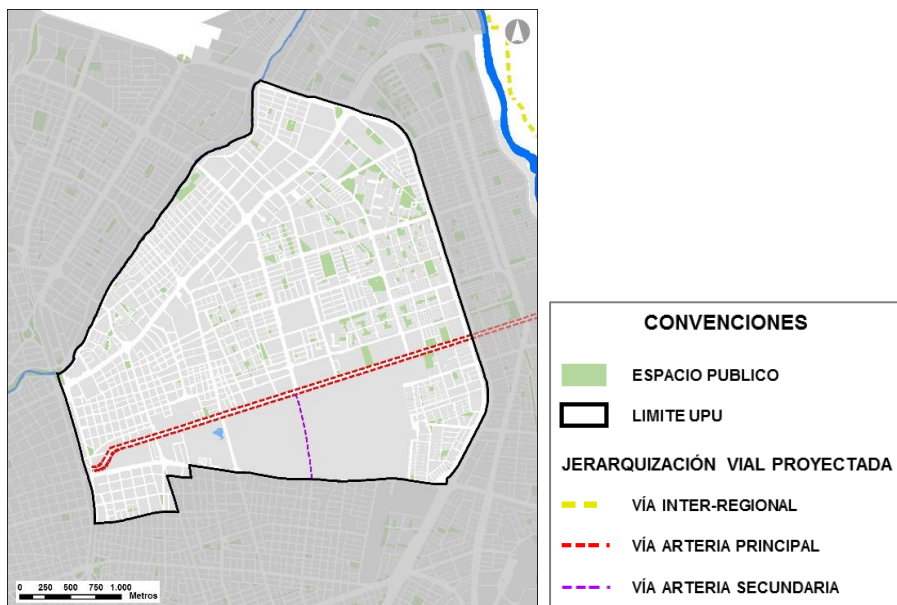 0 250 500 750 1.000
Metros
CONVENCIONES
ESPACIO PUBLICO
LIMITE UPU
JERARQUIZACIÓN VIAL PROYECTADA
VÍA INTER-REGIONAL
VÍA ARTERIA PRINCIPAL
VÍA ARTERIA SECUNDARIA